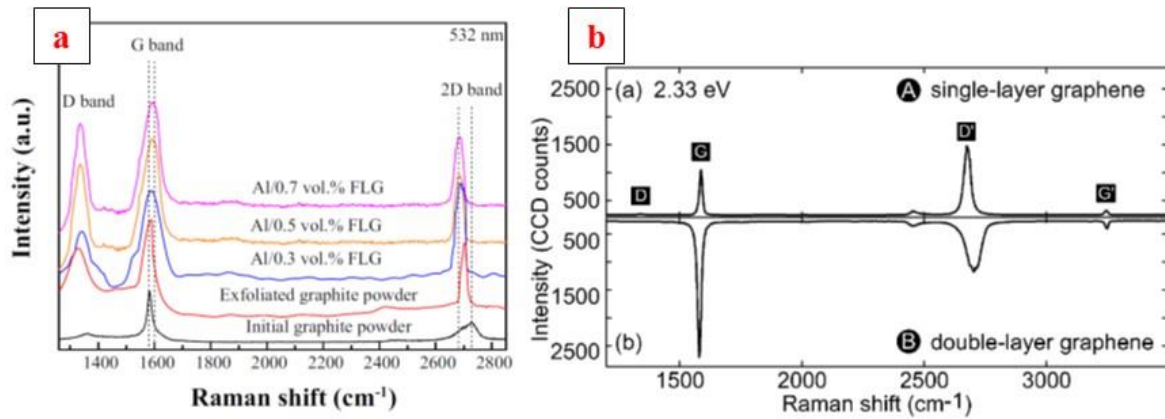 a
G band
532 nm
D band
2D band
Al/0.7 vol.% FLG
Al/0.5 vol.% FLG
Al/0.3 vol.% FLG
Exfoliated graphite powder
Initial graphite powder
Intensity (a.u.)
1400 1600 1800 2000 2200 2400 2600 2800
Raman shift (cm-1)
b
(a) 2.33 eV
A single-layer graphene
D'
G
D
G'
2500
1500
500
500
1500
2500
Intensity (CCD counts)
(b)
B double-layer graphene
1500 2000 2500 3000
Raman shift (cm-1)